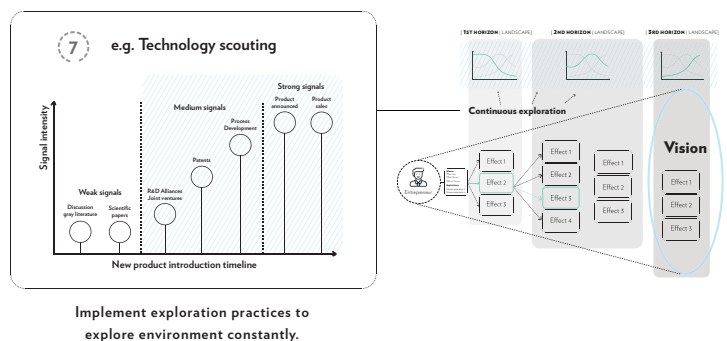 7
e.g. Technology scouting
Signal intensity
Strong signals
Medium signals
Weak signals
Product
announced
Product
sales
Process
Development
Patents
R&D Alliances
Joint ventures
Discussion
gray literature
Scientific
papers
New product introduction timeline
Implement exploration practices to
explore environment constantly.
[ 1ST HORIZON | LANDSCAPE]
[ 2ND HORIZON | LANDSCAPE]
[ 3RD HORIZON | LANDSCAPE]
Continuous exploration
Entrepreneur
Effect 1
Effect 2
Effect 3
Effect 1
Effect 2
Effect 3
Effect 4
Effect 1
Effect 2
Effect 3
Vision
Effect 1
Effect 2
Effect 3